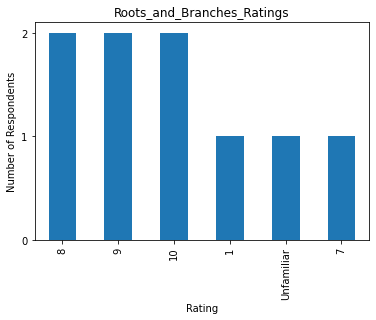 Roots_and_Branches_Ratings
Number of Respondents
2
1
0
8
9
10
1
Unfamiliar
7
Rating